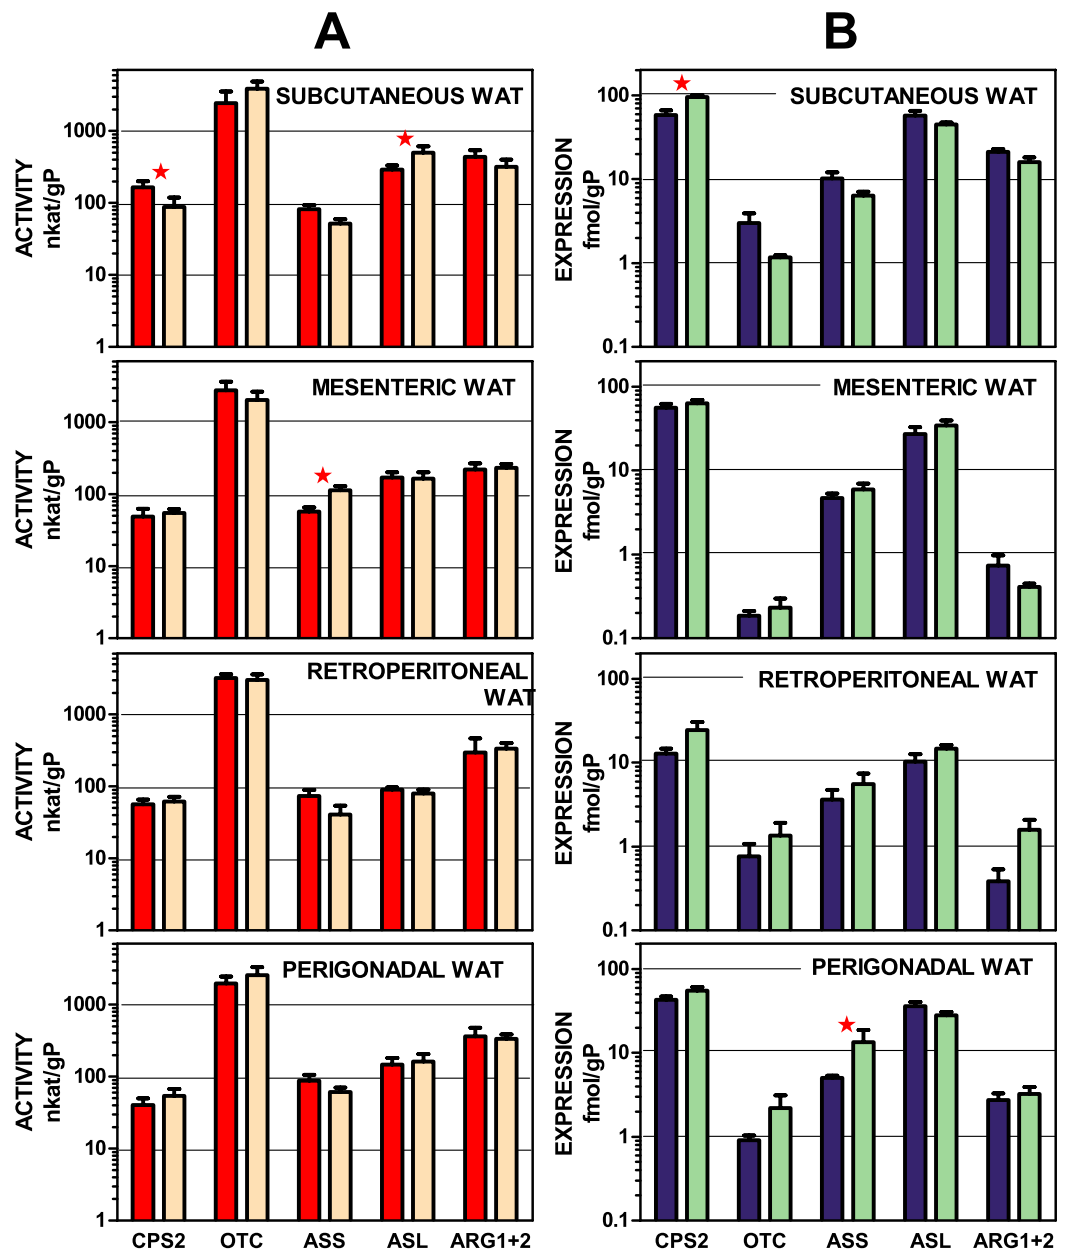 A
B
SUBCUTANEOUS WAT
ACTIVITY
nkat/gP
1000
100
10
1
SUBCUTANEOUS WAT
EXPRESSION
fmol/gP
100
10
1
0.1
MESENTERIC WAT
ACTIVITY
nkat/gP
1000
100
10
1
MESENTERIC WAT
EXPRESSION
fmol/gP
100
10
1
0.1
RETROPERITONEAL
WAT
ACTIVITY
nkat/gP
1000
100
10
1
RETROPERITONEAL WAT
EXPRESSION
fmol/gP
100
10
1
0.1
PERIGONADAL WAT
ACTIVITY
nkat/gP
1000
100
10
1
PERIGONADAL WAT
EXPRESSION
fmol/gP
100
10
1
0.1
CPS2 OTC ASS ASL ARG1+2
CPS2 OTC ASS ASL ARG1+2